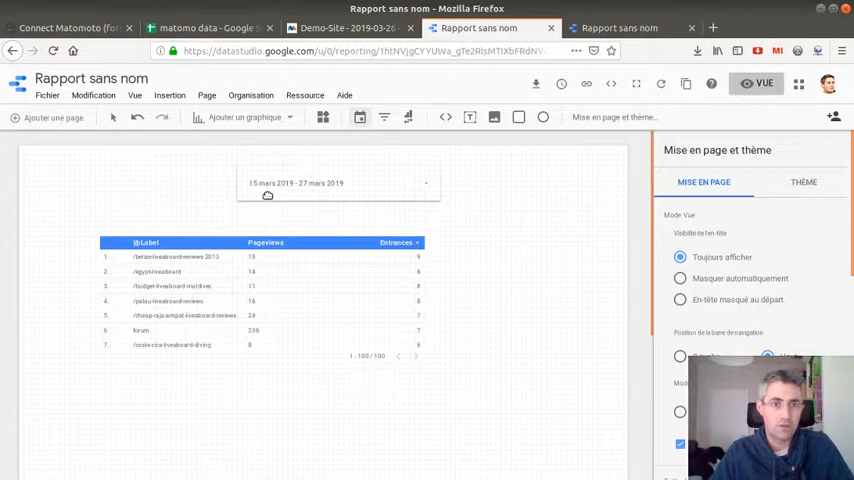 Rapport sans nom - Mozilla Firefox
Connect Matomoto (for
matomo data - Google S
Demo-Site - 2019-03-26 -
Rapport sans nom
Rapport sans nom
https://datastudio.google.com/u/0/reporting/1htNVjgCYYUWa_gTe2RlsMTIXbFRdNV
Rapport sans nom
VUE
Fichier Modification Vue Insertion Page Organisation Ressource Aide
Ajouter une page
Ajouter un graphique
Mise en page et thème...
Mise en page et thème
15 mars 2019 - 27 mars 2019
MISE EN PAGE THÈME
Mode Vue
Visibilité de l'en-tête
Label Pageviews Entrances
Toujours afficher
1. /belize-liveaboard-reviews-2013 15 9
2. /egypt-liveaboard 14 8
Masquer automatiquement
3. /budget-liveaboard-maldives 11 8
4. /palau-liveaboard-reviews 16 8
En-tête masqué au départ
5. /cheap-raja-ampat-liveaboard-reviews 24 7
6. forum 236 7
Position de la barre de navigation
7. /costa-rica-liveaboard-diving 8 6
1 - 100 / 100